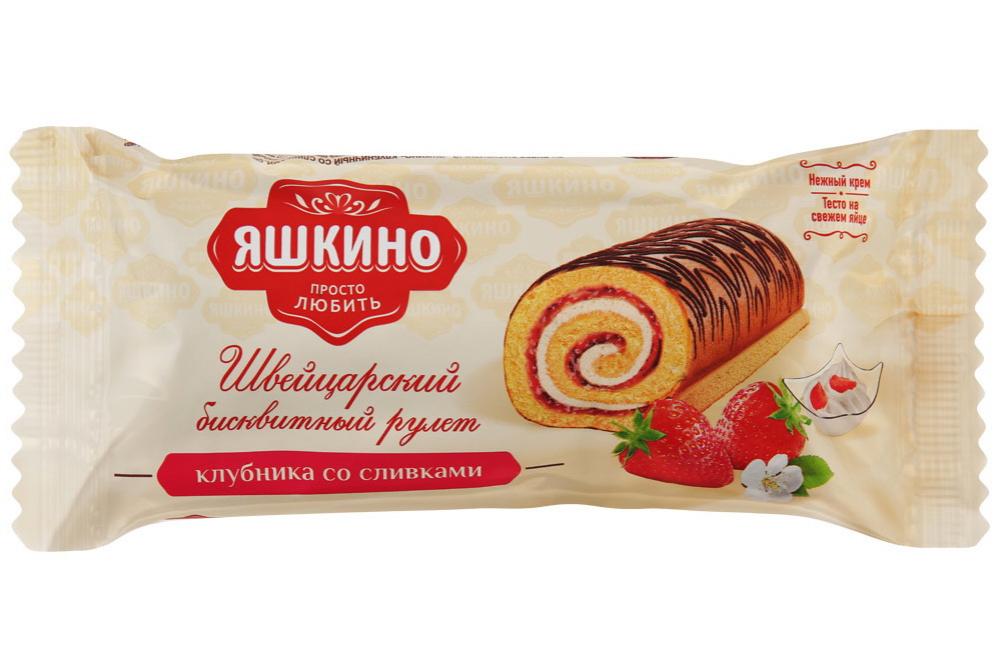 ЯШКИНО
ПРОСТО
ЛЮБИТЬ
Швейцарский
бисквитный рулет
клубника со сливками
Нежный крем
Тесто на
свежем яйце